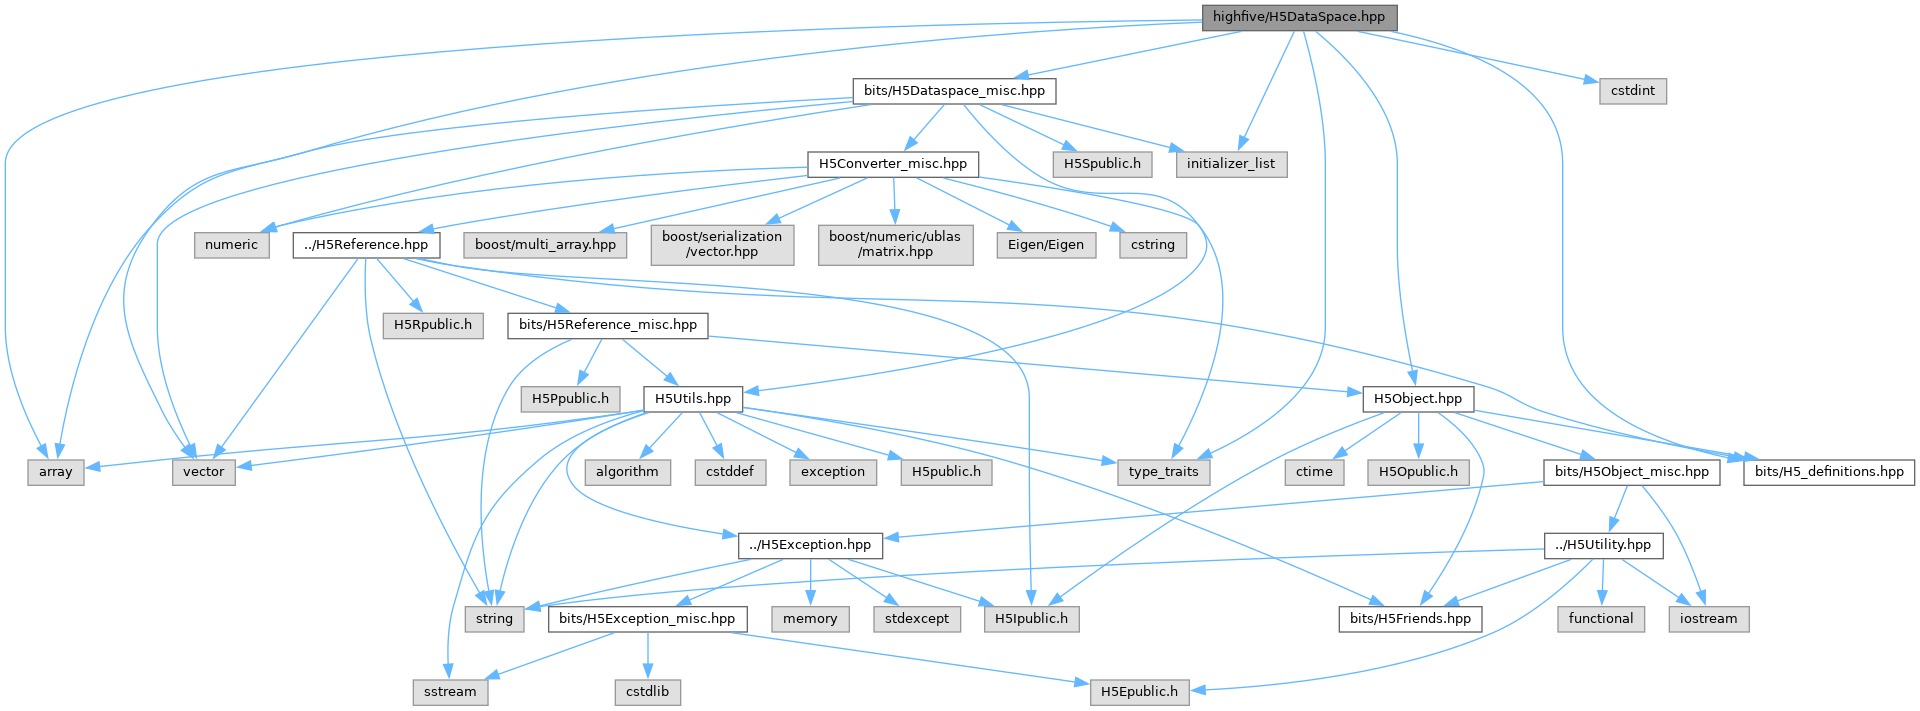 highfive/H5DataSpace.hpp
bits/H5Dataspace_misc.hpp
cstdint
H5Converter_misc.hpp
H5Spublic.h
initializer_list
numeric
../H5Reference.hpp
boost/multi_array.hpp
boost/serialization
/vector.hpp
boost/numeric/ublas
/matrix.hpp
Eigen/Eigen
cstring
H5Rpublic.h
bits/H5Reference_misc.hpp
H5Ppublic.h
H5Utils.hpp
H5Object.hpp
array
vector
algorithm
cstddef
exception
H5public.h
type_traits
ctime
H5Opublic.h
bits/H5Object_misc.hpp
bits/H5_definitions.hpp
../H5Exception.hpp
../H5Utility.hpp
string
bits/H5Exception_misc.hpp
memory
stdexcept
H5Ipublic.h
bits/H5Friends.hpp
functional
iostream
sstream
cstdlib
H5Epublic.h